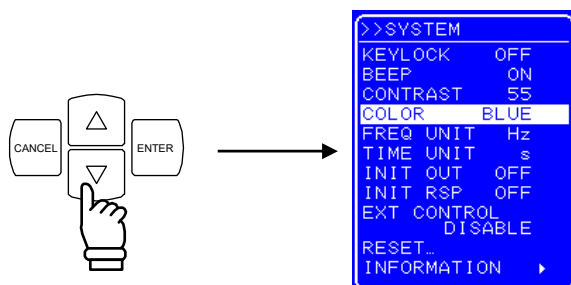 CANCEL
ENTER
>>SYSTEM
KEYLOCK OFF
BEEP ON
CONTRAST 55
COLOR BLUE
FREQ UNIT Hz
TIME UNIT s
INIT OUT OFF
INIT RSP OFF
EXT CONTROL
DISABLE
RESET…
INFORMATION